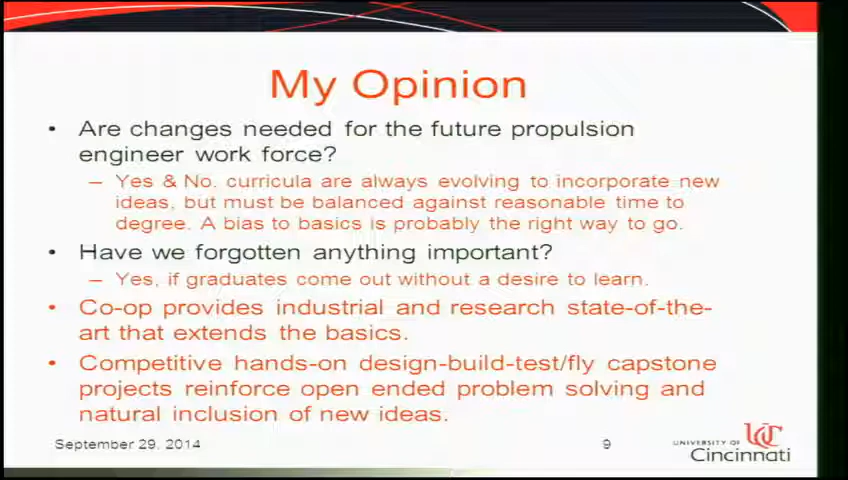 My Opinion
• Are changes needed for the future propulsion
engineer work force?
– Yes & No. curricula are always evolving to incorporate new
ideas, but must be balanced against reasonable time to
degree. A bias to basics is probably the right way to go.
• Have we forgotten anything important?
– Yes, if graduates come out without a desire to learn.
• Co-op provides industrial and research state-of-the-
art that extends the basics.
• Competitive hands-on design-build-test/fly capstone
projects reinforce open ended problem solving and
natural inclusion of new ideas.
September 29, 2014
9
UNIVERSITY OF UC
Cincinnati